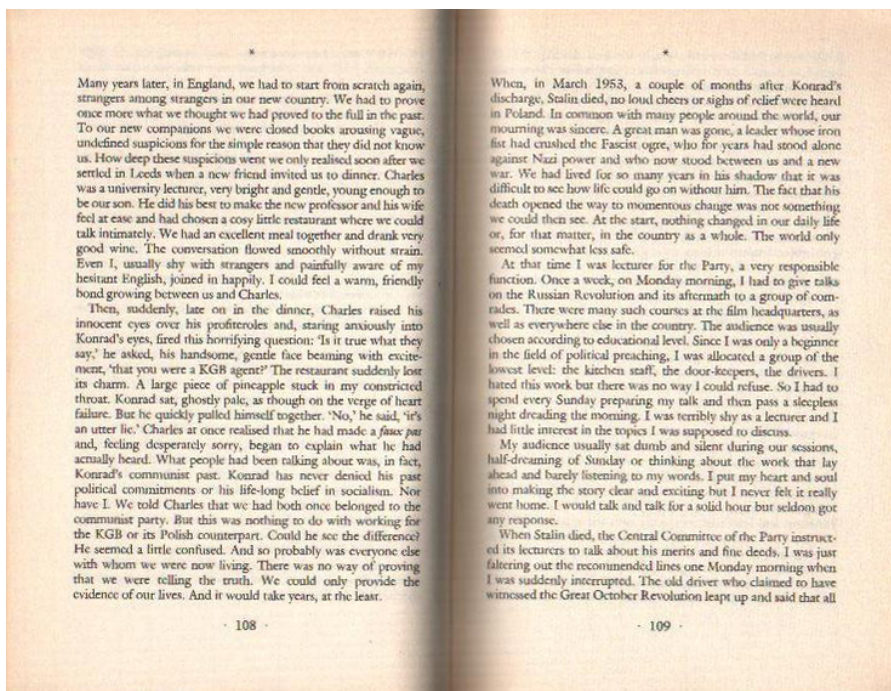 *
Many years later, in England, we had to start from scratch again,
strangers among strangers in our new country. We had to prove
once more what we thought we had proved to the full in the past.
To our new companions we were closed books arousing vague,
undefined suspicions for the simple reason that they did not know
us. How deep these suspicions went we only realised soon after we
settled in Leeds when a new friend invited us to dinner. Charles
was a university lecturer, very bright and gentle, young enough to
be our son. He did his best to make the new professor and his wife
feel at ease and had chosen a cosy little restaurant where we could
talk intimately. We had an excellent meal together and drank very
good wine. The conversation flowed smoothly without strain.
Even I, usually shy with strangers and painfully aware of my
hesitant English, joined in happily. I could feel a warm, friendly
bond growing between us and Charles.
Then, suddenly, late on in the dinner, Charles raised his
innocent eyes over his profiteroles and, staring anxiously into
Konrad's eyes, fired this horrifying question: 'Is it true what they
say,' he asked, his handsome, gentle face beaming with excite-
ment, 'that you were a KGB agent?' The restaurant suddenly lost
its charm. A large piece of pineapple stuck in my constricted
throat. Konrad sat, ghostly pale, as though on the verge of heart
failure. But he quickly pulled himself together. 'No,' he said, 'it's
an utter lie.' Charles at once realised that he had made a faux pas
and, feeling desperately sorry, began to explain what he had
actually heard. What people had been talking about was, in fact,
Konrad's communist past. Konrad has never denied his past
political commitments or his life-long belief in socialism. Nor
have I. We told Charles that we had both once belonged to the
communist party. But this was nothing to do with working for
the KGB or its Polish counterpart. Could he see the difference?
He seemed a little confused. And so probably was everyone else
with whom we were now living. There was no way of proving
that we were telling the truth. We could only provide the
evidence of our lives. And it would take years, at the least.
· 108 ·
*
When, in March 1953, a couple of months after Konrad's
discharge, Stalin died, no loud cheers or sighs of relief were heard
in Poland. In common with many people around the world, our
mourning was sincere. A great man was gone, a leader whose iron
fist had crushed the Fascist ogre, who for years had stood alone
against Nazi power and who now stood between us and a new
war. We had lived for so many years in his shadow that it was
difficult to see how life could go on without him. The fact that his
death opened the way to momentous change was not something
we could then see. At the start, nothing changed in our daily life
or, for that matter, in the country as a whole. The world only
seemed somewhat less safe.
At that time I was lecturer for the Party, a very responsible
function. Once a week, on Monday morning, I had to give talks
on the Russian Revolution and its aftermath to a group of com-
rades. There were many such courses at the film headquarters, as
well as everywhere else in the country. The audience was usually
chosen according to educational level. Since I was only a beginner
in the field of political preaching, I was allocated a group of the
lowest level: the kitchen staff, the door-keepers, the drivers. I
hated this work but there was no way I could refuse. So I had to
spend every Sunday preparing my talk and then pass a sleepless
night dreading the morning. I was terribly shy as a lecturer and I
had little interest in the topics I was supposed to discuss.
My audience usually sat dumb and silent during our sessions,
half-dreaming of Sunday or thinking about the work that lay
ahead and barely listening to my words. I put my heart and soul
into making the story clear and exciting but I never felt it really
went home. I would talk and talk for a solid hour but seldom got
any response.
When Stalin died, the Central Committee of the Party instruct-
ed its lecturers to talk about his merits and fine deeds. I was just
faltering out the recommended lines one Monday morning when
I was suddenly interrupted. The old driver who claimed to have
witnessed the Great October Revolution leapt up and said that all
· 109 ·